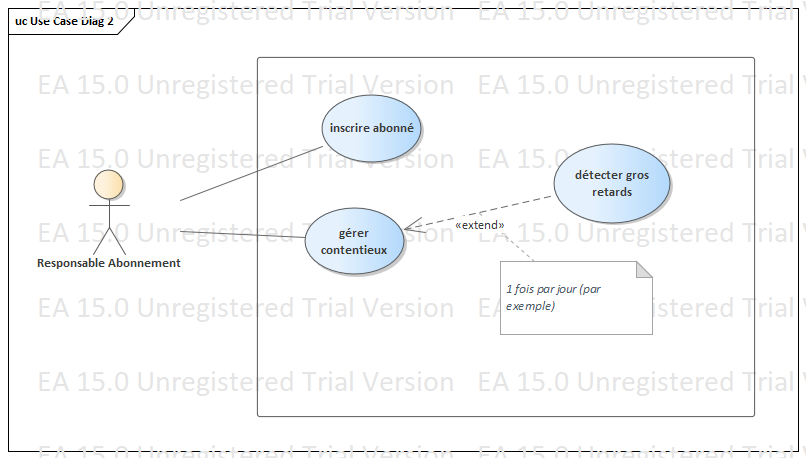 EA 15.0 Unregistered Trial Version EA 15.0 Unregistered Trial
uc Use Case Diag 2
EA 15.0 Unregistered Trial Version EA 15.0 Unregistered Trial
inscrire abonné
EA 15.0 Unregistered Trial Version EA 15.0 Unregistered Trial
détecter gros
retards
EA 15.0 Unregistered Trial Version EA 15.0 Unregistered Trial
«extend»
gérer
contentieux
Responsable Abonnement
1 fois par jour (par
exemple)
EA 15.0 Unregistered Trial Version EA 15.0 Unregistered Trial
EA 15.0 Unregistered Trial Version EA 15.0 Unregistered Trial
EA 15.0 Unregistered Trial Version EA 15.0 Unregistered Trial